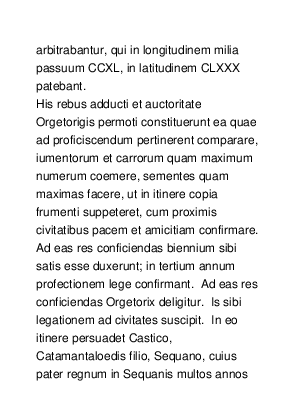 arbitrabantur, qui in longitudinem milia
passuum CCXL, in latitudinem CLXXX
patebant.
His rebus adducti et auctoritate
Orgetorigis permoti constituerunt ea quae
ad proficiscendum pertinerent comparare,
iumentorum et carrorum quam maximum
numerum coemere, sementes quam
maximas facere, ut in itinere copia
frumenti suppeteret, cum proximis
civitatibus pacem et amicitiam confirmare.
Ad eas res conficiendas biennium sibi
satis esse duxerunt; in tertium annum
profectionem lege confirmant.  Ad eas res
conficiendas Orgetorix deligitur.  Is sibi
legationem ad civitates suscipit.  In eo
itinere persuadet Castico,
Catamantaloedis filio, Sequano, cuius
pater regnum in Sequanis multos annos